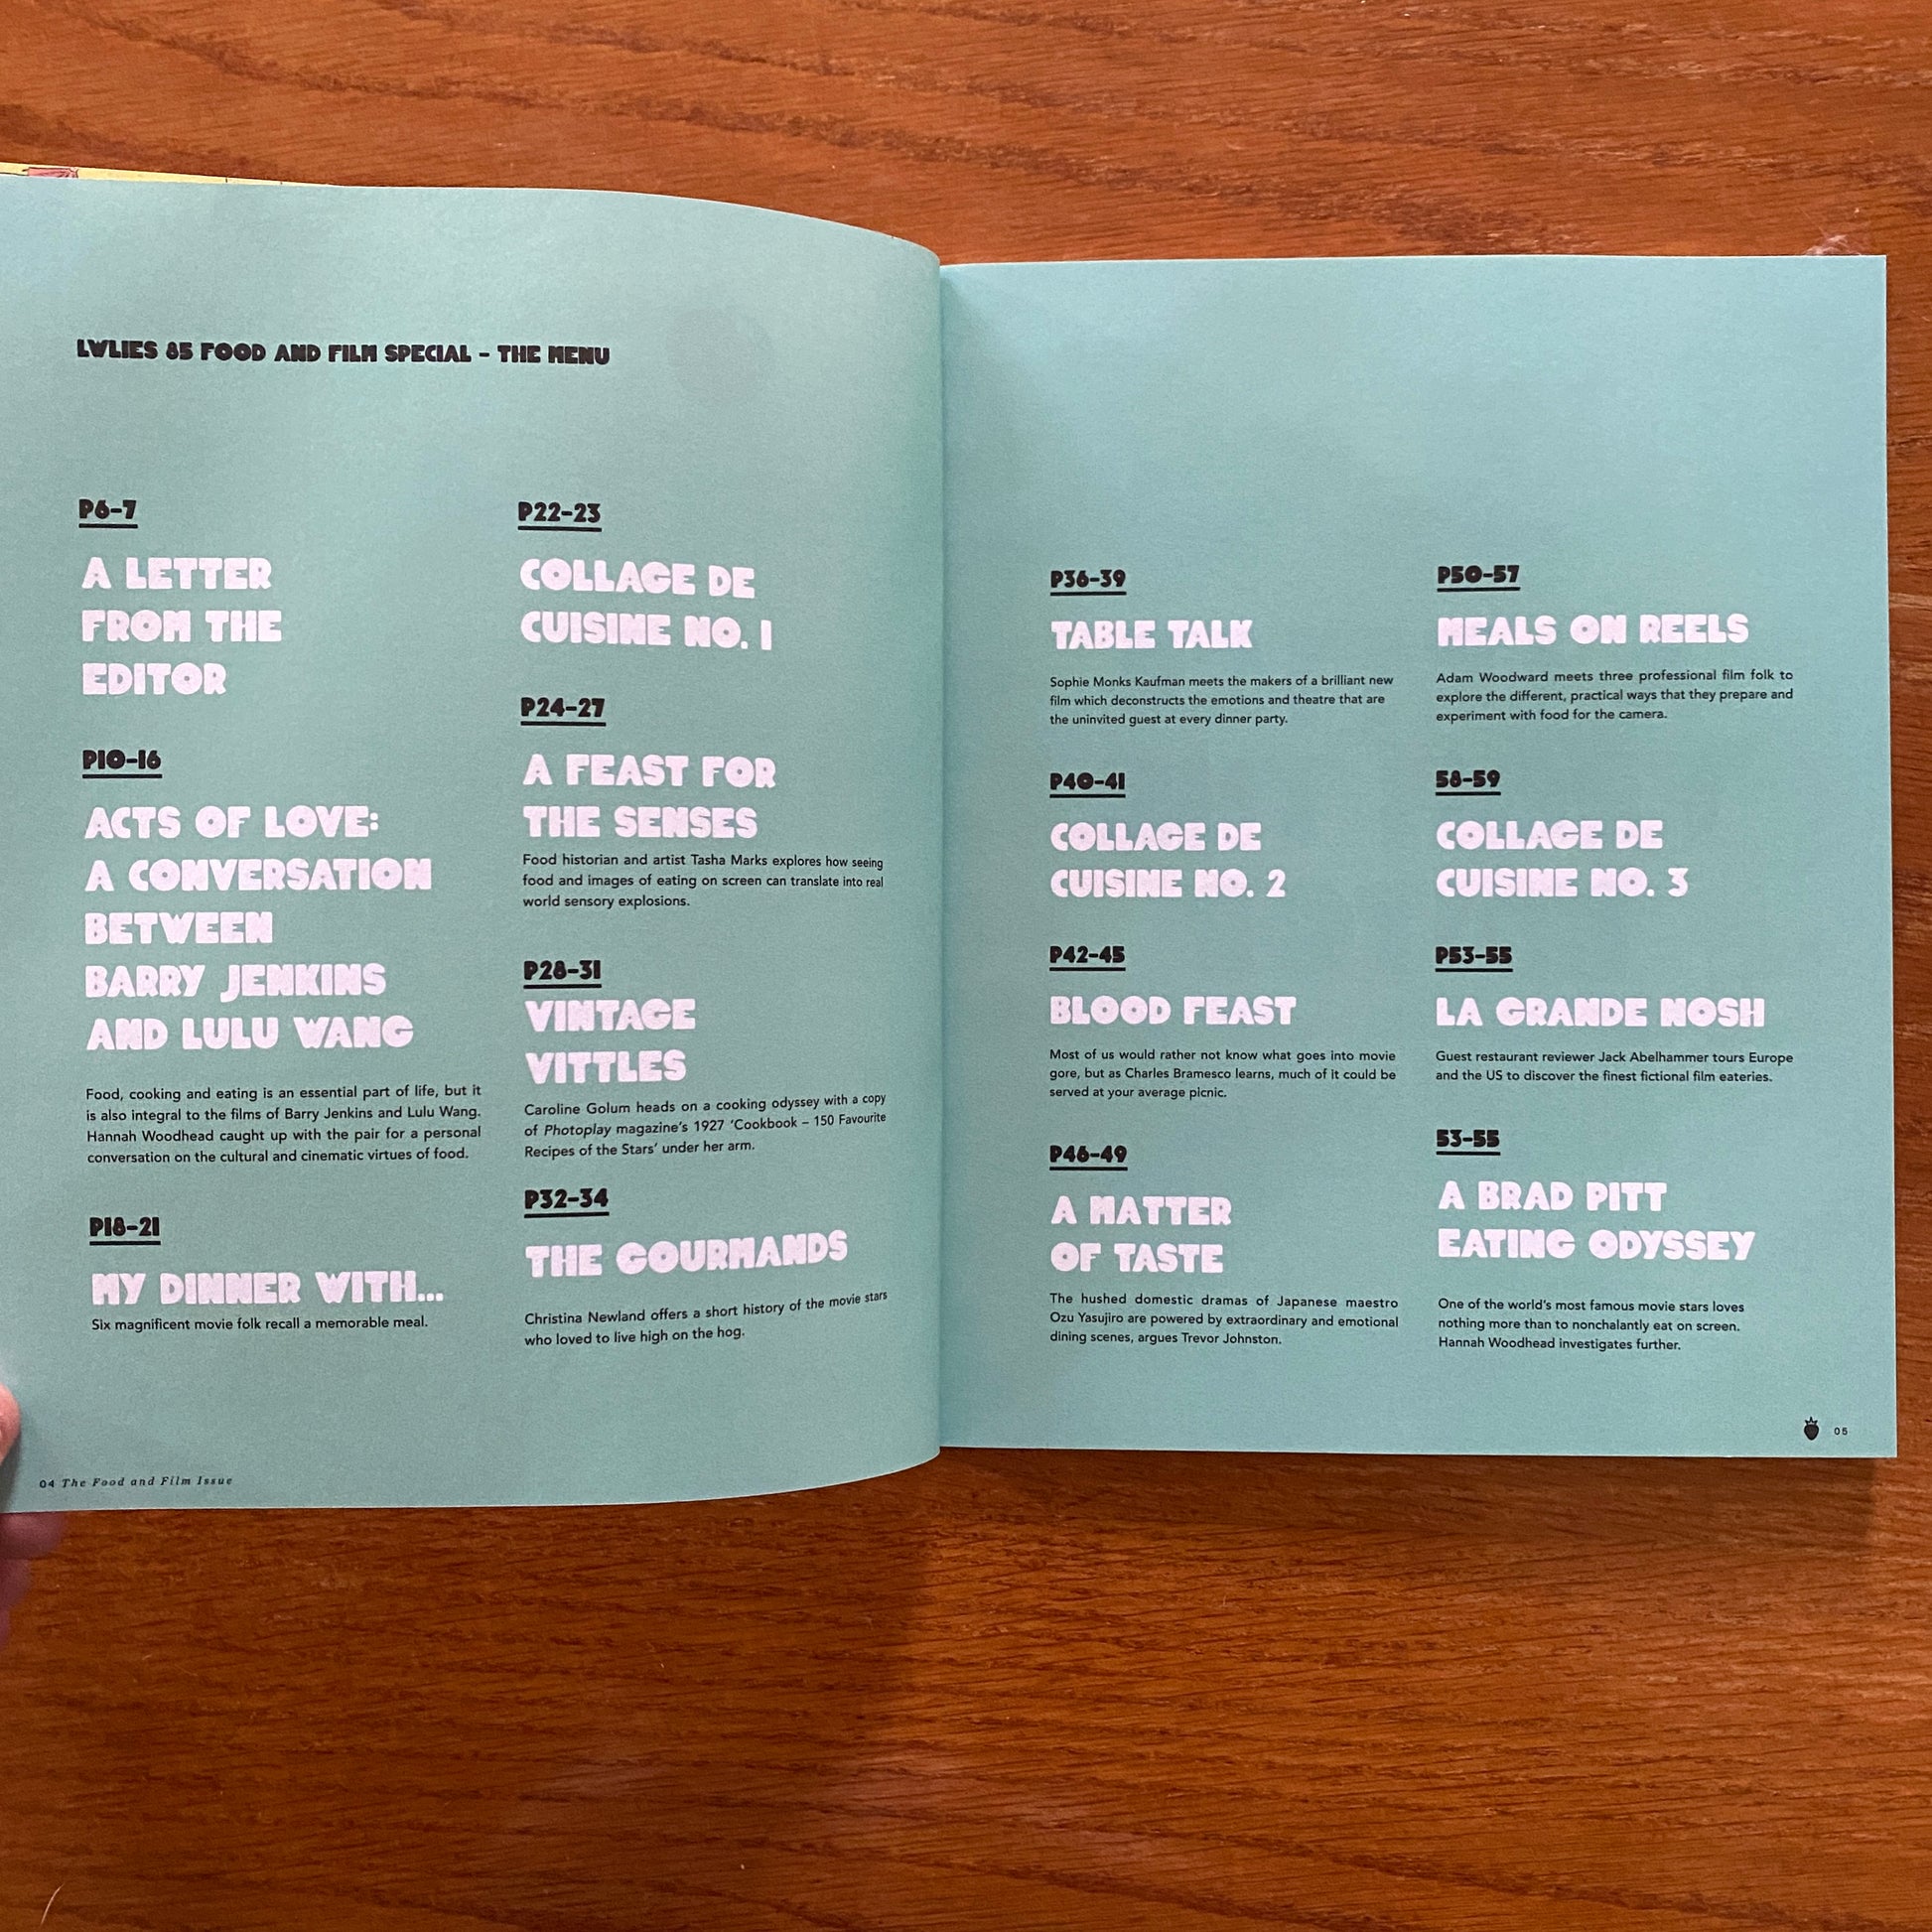 LWLIES 85 FOOD AND FILM SPECIAL – THE MENU
P6–7
A LETTER
FROM THE
EDITOR
P10–16
ACTS OF LOVE:
A CONVERSATION
BETWEEN
BARRY JENKINS
AND LULU WANG
Food, cooking and eating is an essential part of life, but it
is also integral to the films of Barry Jenkins and Lulu Wang.
Hannah Woodhead caught up with the pair for a personal
conversation on the cultural and cinematic virtues of food.
P18–21
MY DINNER WITH...
Six magnificent movie folk recall a memorable meal.
P22–23
COLLAGE DE
CUISINE NO. 1
P24–27
A FEAST FOR
THE SENSES
Food historian and artist Tasha Marks explores how seeing
food and images of eating on screen can translate into real
world sensory explosions.
P28–31
VINTAGE
VITTLES
Caroline Golum heads on a cooking odyssey with a copy
of Photoplay magazine's 1927 'Cookbook – 150 Favourite
Recipes of the Stars' under her arm.
P32–34
THE GOURMANDS
Christina Newland offers a short history of the movie stars
who loved to live high on the hog.
04 The Food and Film Issue
P36–39
TABLE TALK
Sophie Monks Kaufman meets the makers of a brilliant new
film which deconstructs the emotions and theatre that are
the uninvited guest at every dinner party.
P40–41
COLLAGE DE
CUISINE NO. 2
P42–45
BLOOD FEAST
Most of us would rather not know what goes into movie
gore, but as Charles Bramesco learns, much of it could be
served at your average picnic.
P46–49
A MATTER
OF TASTE
The hushed domestic dramas of Japanese maestro
Ozu Yasujiro are powered by extraordinary and emotional
dining scenes, argues Trevor Johnston.
P50–57
MEALS ON REELS
Adam Woodward meets three professional film folk to
explore the different, practical ways that they prepare and
experiment with food for the camera.
58–59
COLLAGE DE
CUISINE NO. 3
P53–55
LA GRANDE NOSH
Guest restaurant reviewer Jack Abelhammer tours Europe
and the US to discover the finest fictional film eateries.
53–55
A BRAD PITT
EATING ODYSSEY
One of the world's most famous movie stars loves
nothing more than to nonchalantly eat on screen.
Hannah Woodhead investigates further.
05